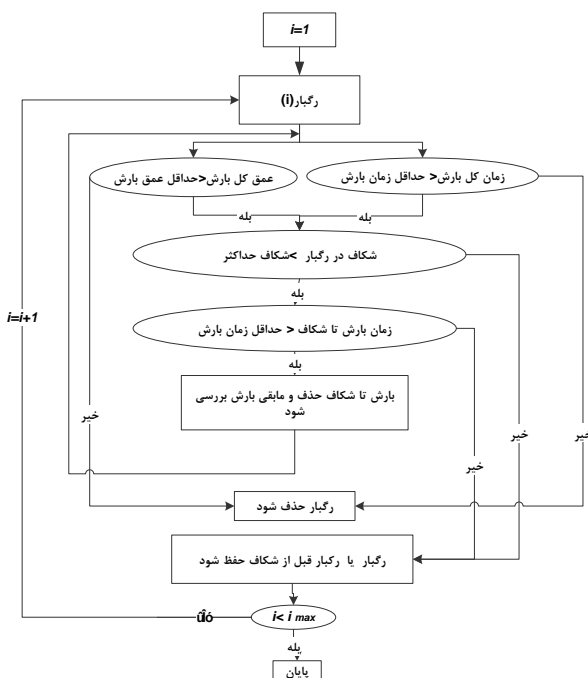 i=1
رگبار(i)
عمق کل بارش<حداقل عمق بارش
زمان کل بارش< حداقل زمان بارش
بله
بله
شکاف در رگبار <شکاف حداکثر
بله
i=i+1
زمان بارش تا شکاف < حداقل زمان بارش
بله
بارش تا شکاف حذف و مابقی بارش بررسی
شود
خیر
خیر
خیر
خیر
رگبار حذف شود
رگبار یا رکبار قبل از شکاف حفظ شود
i< i max
بله
پایان